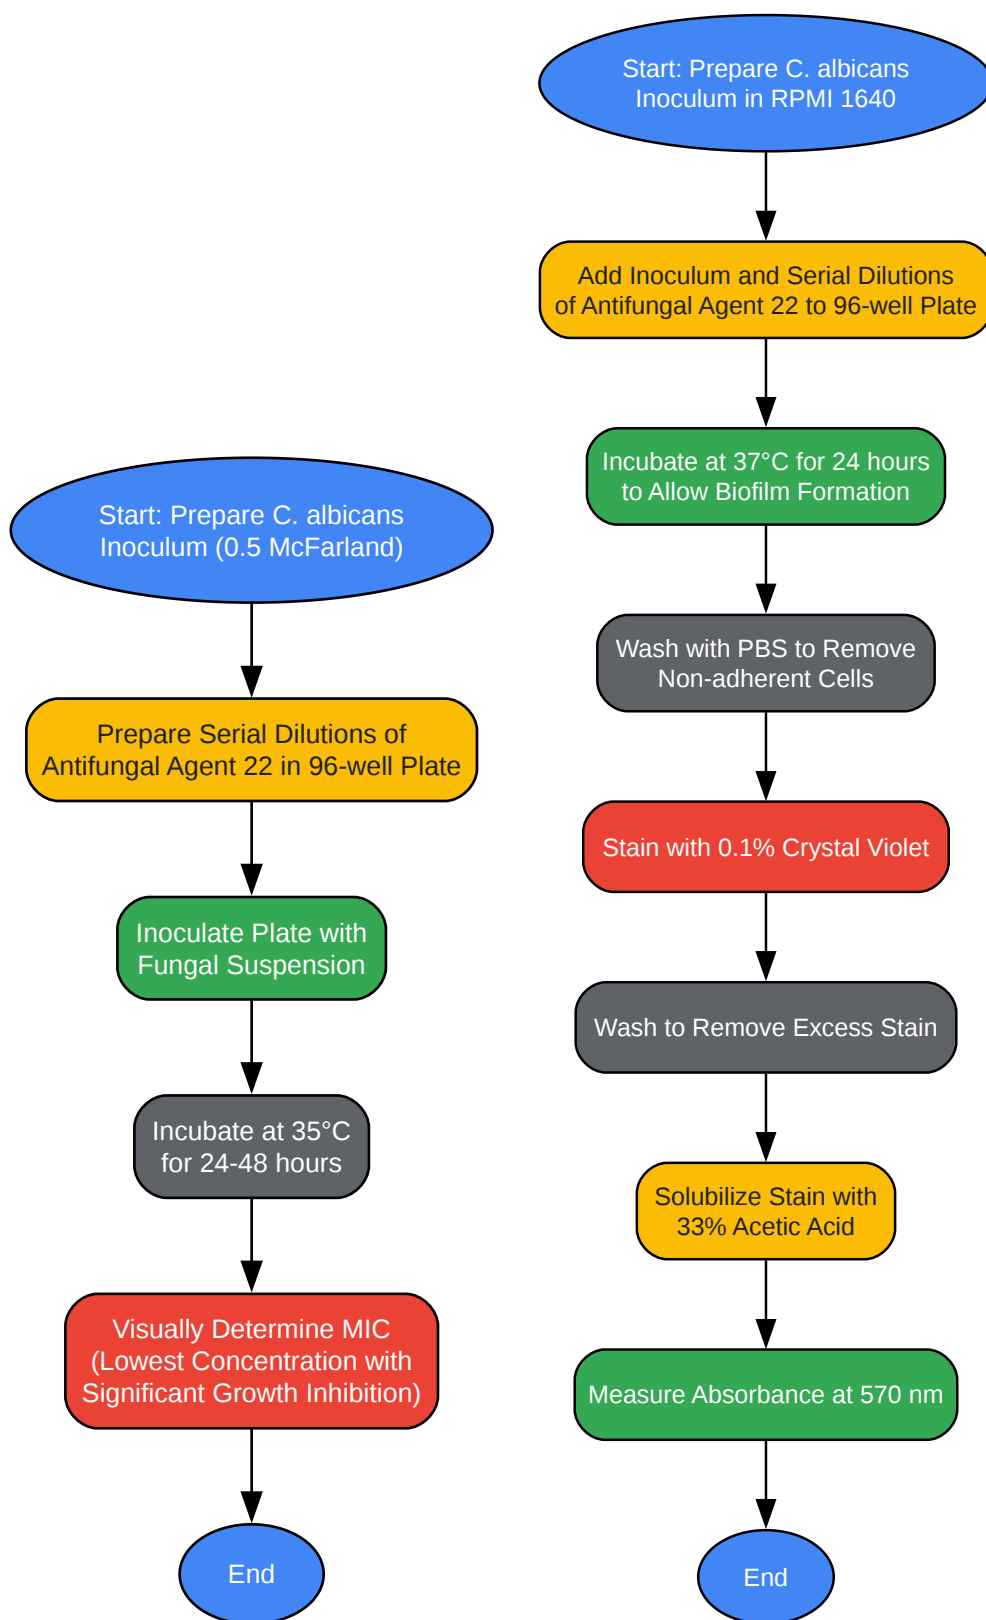 Start: Prepare C. albicans
Inoculum (0.5 McFarland)
Prepare Serial Dilutions of
Antifungal Agent 22 in 96-well Plate
Inoculate Plate with
Fungal Suspension
Incubate at 35°C
for 24-48 hours
Visually Determine MIC
(Lowest Concentration with
Significant Growth Inhibition)
End
Start: Prepare C. albicans
Inoculum in RPMI 1640
Add Inoculum and Serial Dilutions
of Antifungal Agent 22 to 96-well Plate
Incubate at 37°C for 24 hours
to Allow Biofilm Formation
Wash with PBS to Remove
Non-adherent Cells
Stain with 0.1% Crystal Violet
Wash to Remove Excess Stain
Solubilize Stain with
33% Acetic Acid
Measure Absorbance at 570 nm
End